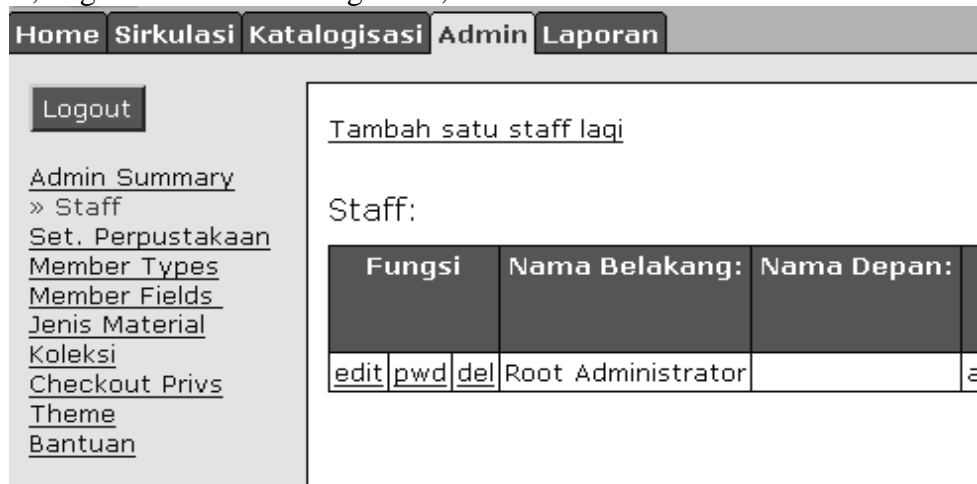 Home Sirkulasi Katalogisasi Admin Laporan
Logout
Admin Summary
» Staff
Set. Perpustakaan
Member Types
Member Fields
Jenis Material
Koleksi
Checkout Privs
Theme
Bantuan
Tambah satu staff lagi
Staff:
Fungsi Nama Belakang: Nama Depan:
edit pwd del Root Administrator